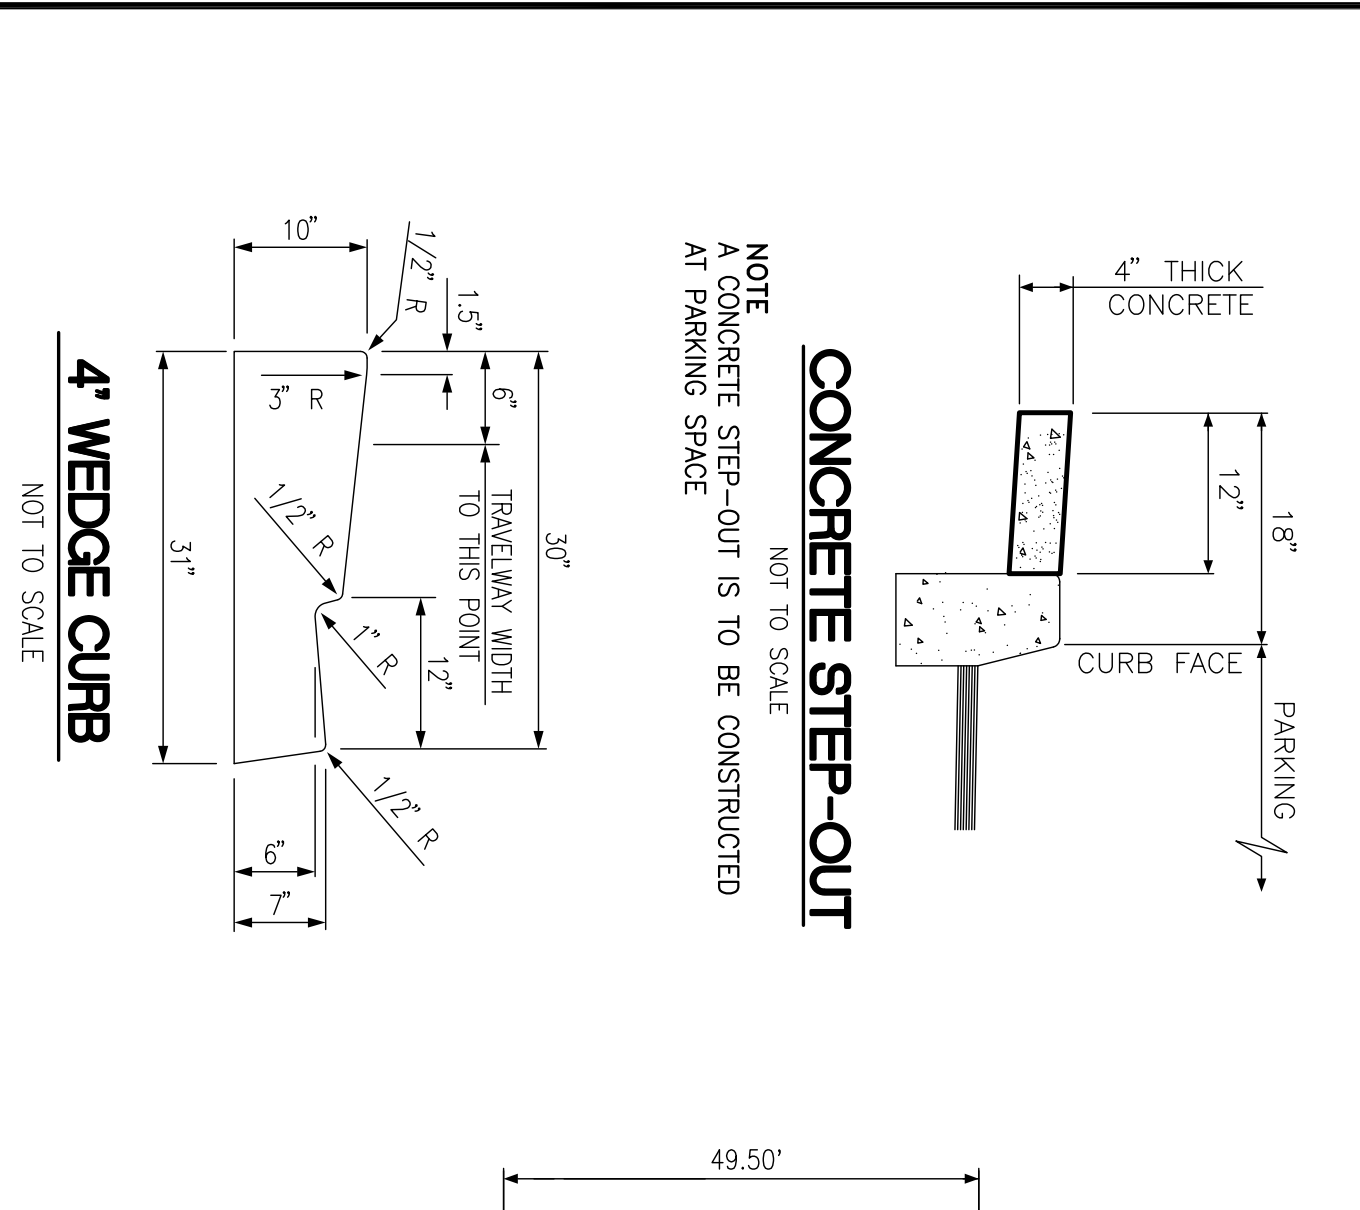 4” THICK
CONCRETE
12”
18”
CURB FACE
PARKING
CONCRETE STEP-OUT
NOT TO SCALE
NOTE
A CONCRETE STEP-OUT IS TO BE CONSTRUCTED
AT PARKING SPACE
10”
1/2” R
1.5”
6”
30”
3” R
TRAVELWAY WIDTH
TO THIS POINT
1/2” R
1” R
12”
31”
1/2” R
6”
7”
4” WEDGE CURB
NOT TO SCALE
49.50’